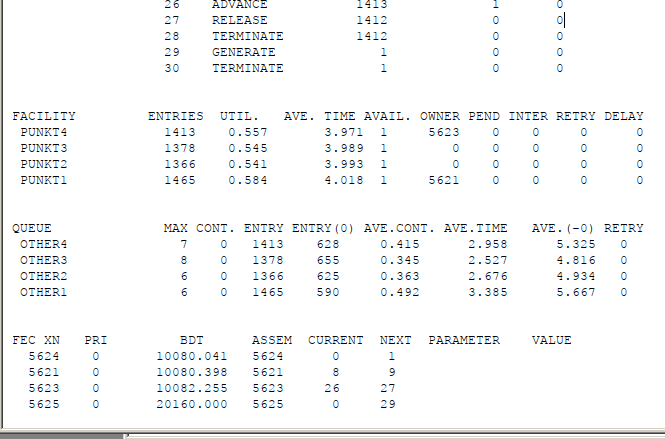 26 ADVANCE 1413 1 0
27 RELEASE 1412 0 0
28 TERMINATE 1412 0 0
29 GENERATE 1 0 0
30 TERMINATE 1 0 0
FACILITY ENTRIES UTIL. AVE. TIME AVAIL. OWNER PEND INTER RETRY DELAY
PUNKT4 1413 0.557 3.971 1 5623 0 0 0 0
PUNKT3 1378 0.545 3.989 1 0 0 0 0 0
PUNKT2 1366 0.541 3.993 1 0 0 0 0 0
PUNKT1 1465 0.584 4.018 1 5621 0 0 0 0
QUEUE MAX CONT. ENTRY ENTRY(0) AVE.CONT. AVE.TIME AVE.(-0) RETRY
OTHER4 7 0 1413 628 0.415 2.958 5.325 0
OTHER3 8 0 1378 655 0.345 2.527 4.816 0
OTHER2 6 0 1366 625 0.363 2.676 4.934 0
OTHER1 6 0 1465 590 0.492 3.385 5.667 0
FEC XN PRI BDT ASSEM CURRENT NEXT PARAMETER VALUE
5624 0 10080.041 5624 0 1
5621 0 10080.398 5621 8 9
5623 0 10082.255 5623 26 27
5625 0 20160.000 5625 0 29